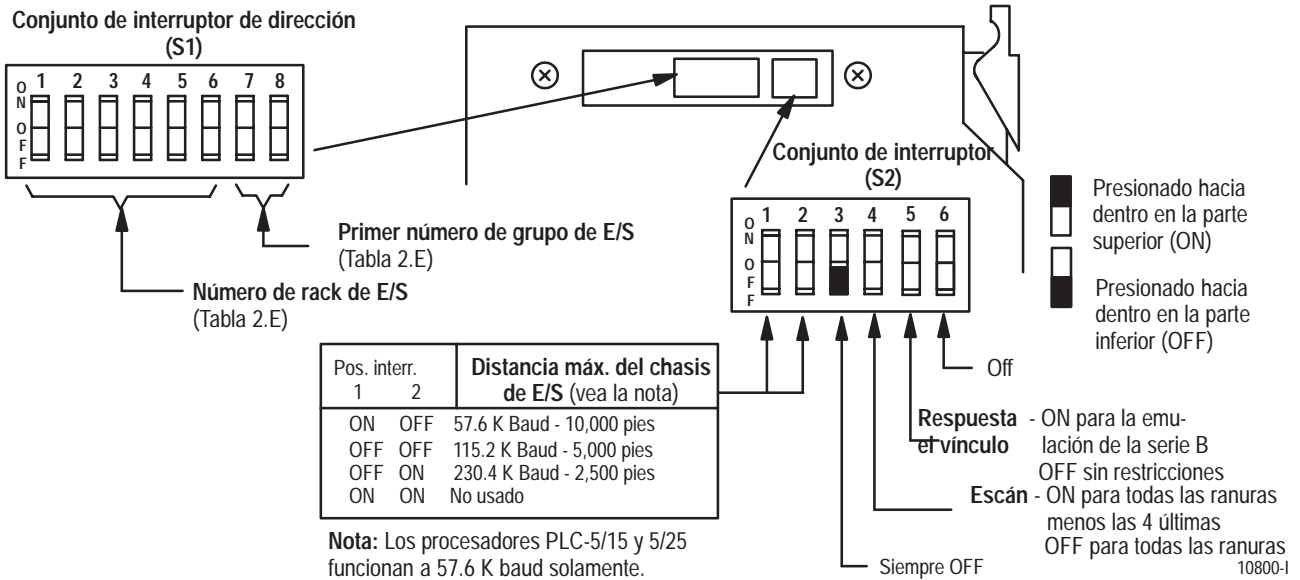 Conjunto de interruptor de dirección
(S1)
1 2 3 4 5 6 7 8
ON
OFF
Primer número de grupo de E/S
(Tabla 2.E)
Número de rack de E/S
(Tabla 2.E)
Conjunto de interruptor
(S2)
1 2 3 4 5 6
ON
OFF
Presionado hacia
dentro en la parte
superior (ON)
Presionado hacia
dentro en la parte
inferior (OFF)
Pos. interr. Distancia máx. del chasis
1 2 de E/S (vea la nota)
ON OFF 57.6 K Baud - 10,000 pies
OFF OFF 115.2 K Baud - 5,000 pies
OFF ON 230.4 K Baud - 2,500 pies
ON ON No usado
Nota: Los procesadores PLC-5/15 y 5/25
funcionan a 57.6 K baud solamente.
Off
Respuesta - ON para la emu-
el vínculo lación de la serie B
OFF sin restricciones
Escán - ON para todas las ranuras
menos las 4 últimas
OFF para todas las ranuras
Siempre OFF
10800-I